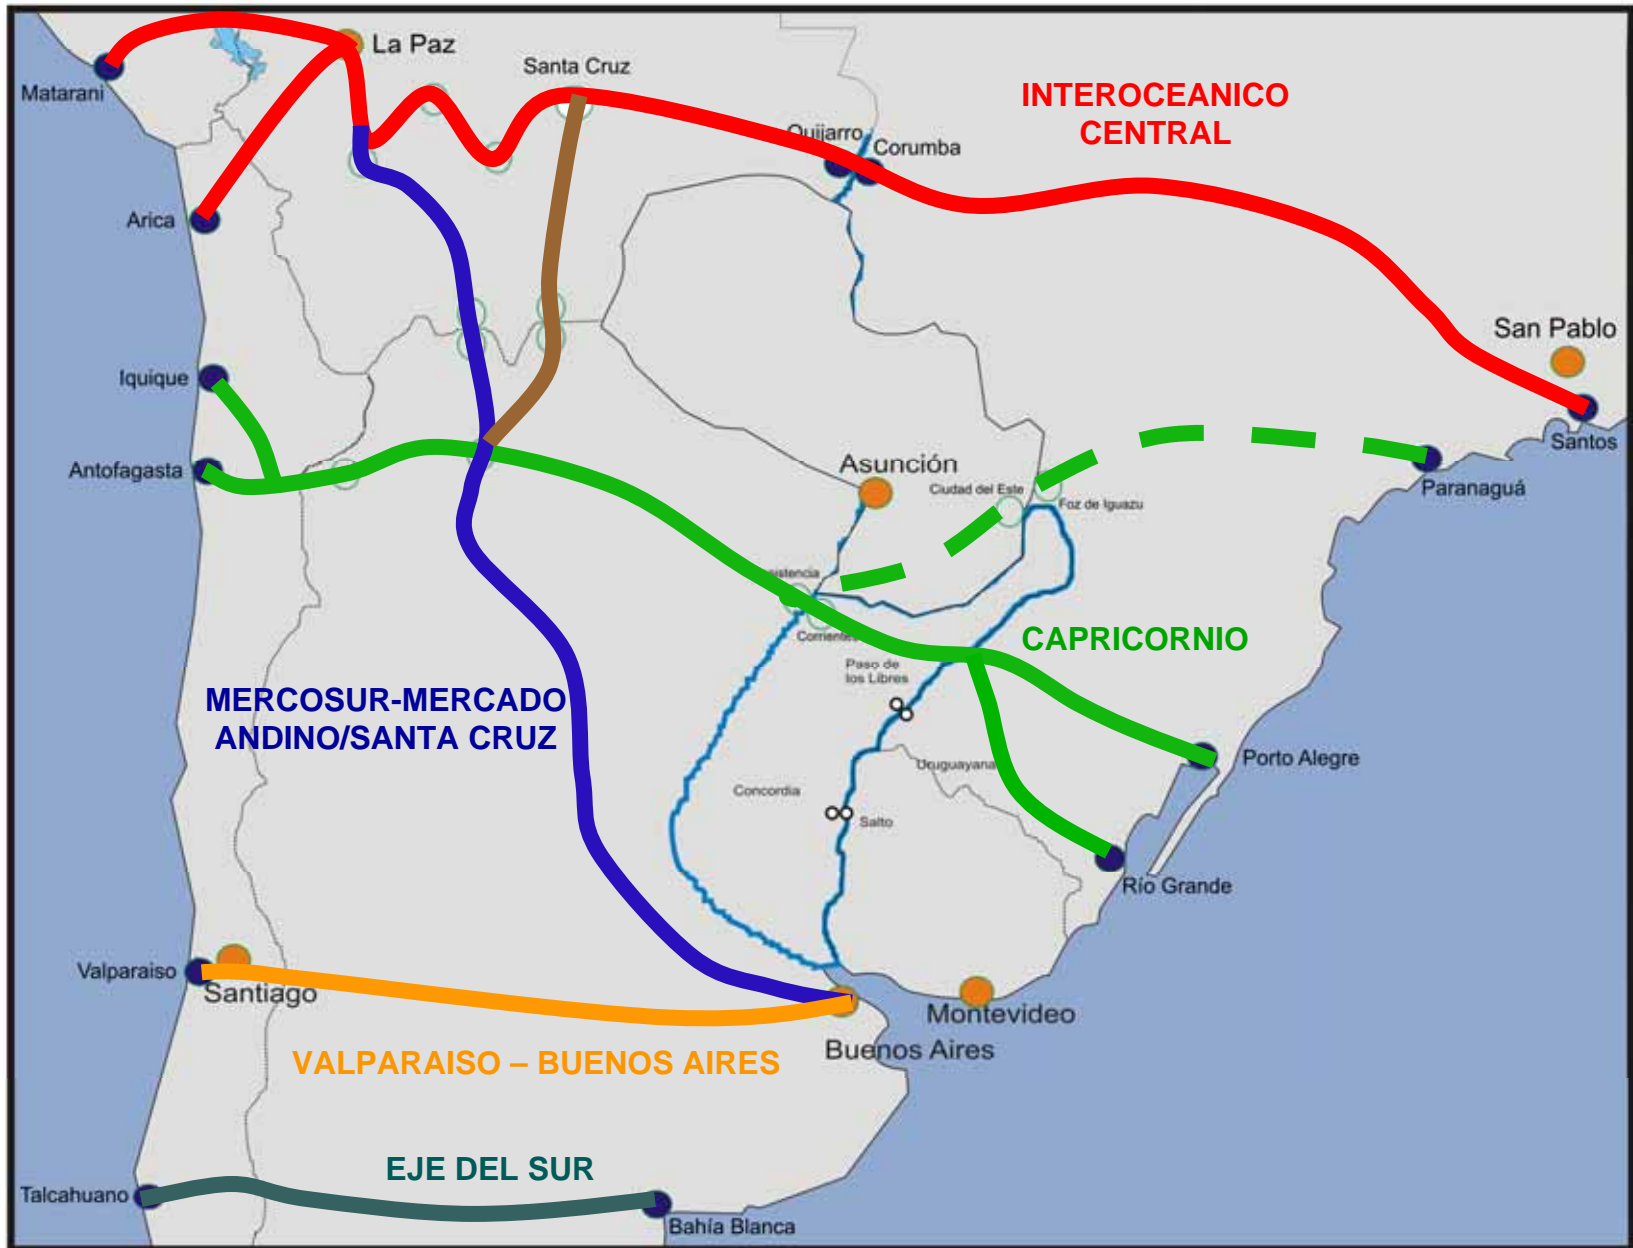 La Paz
Santa Cruz
Matarani
INTEROCEANICO
CENTRAL
Quijarro
Corumba
Arica
San Pablo
Iquique
Santos
Antofagasta
Asunción
Ciudad del Este
Foz de Iguazu
Paranaguá
Corrientes
CAPRICORNIO
Paso de
los Libres
MERCOSUR-MERCADO
ANDINO/SANTA CRUZ
Uruguayana
Porto Alegre
Concordia
Salto
Río Grande
Valparaiso
Santiago
Montevideo
Buenos Aires
VALPARAISO – BUENOS AIRES
EJE DEL SUR
Talcahuano
Bahía Blanca